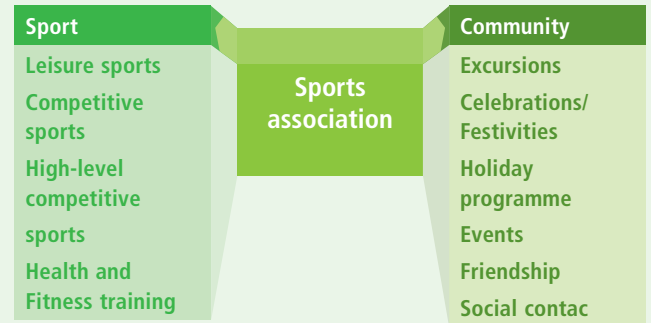 Sport
Leisure sports
Competitive
sports
High-level
competitive
sports
Health and
Fitness training
Sports
association
Community
Excursions
Celebrations/
Festivities
Holiday
programme
Events
Friendship
Social contac